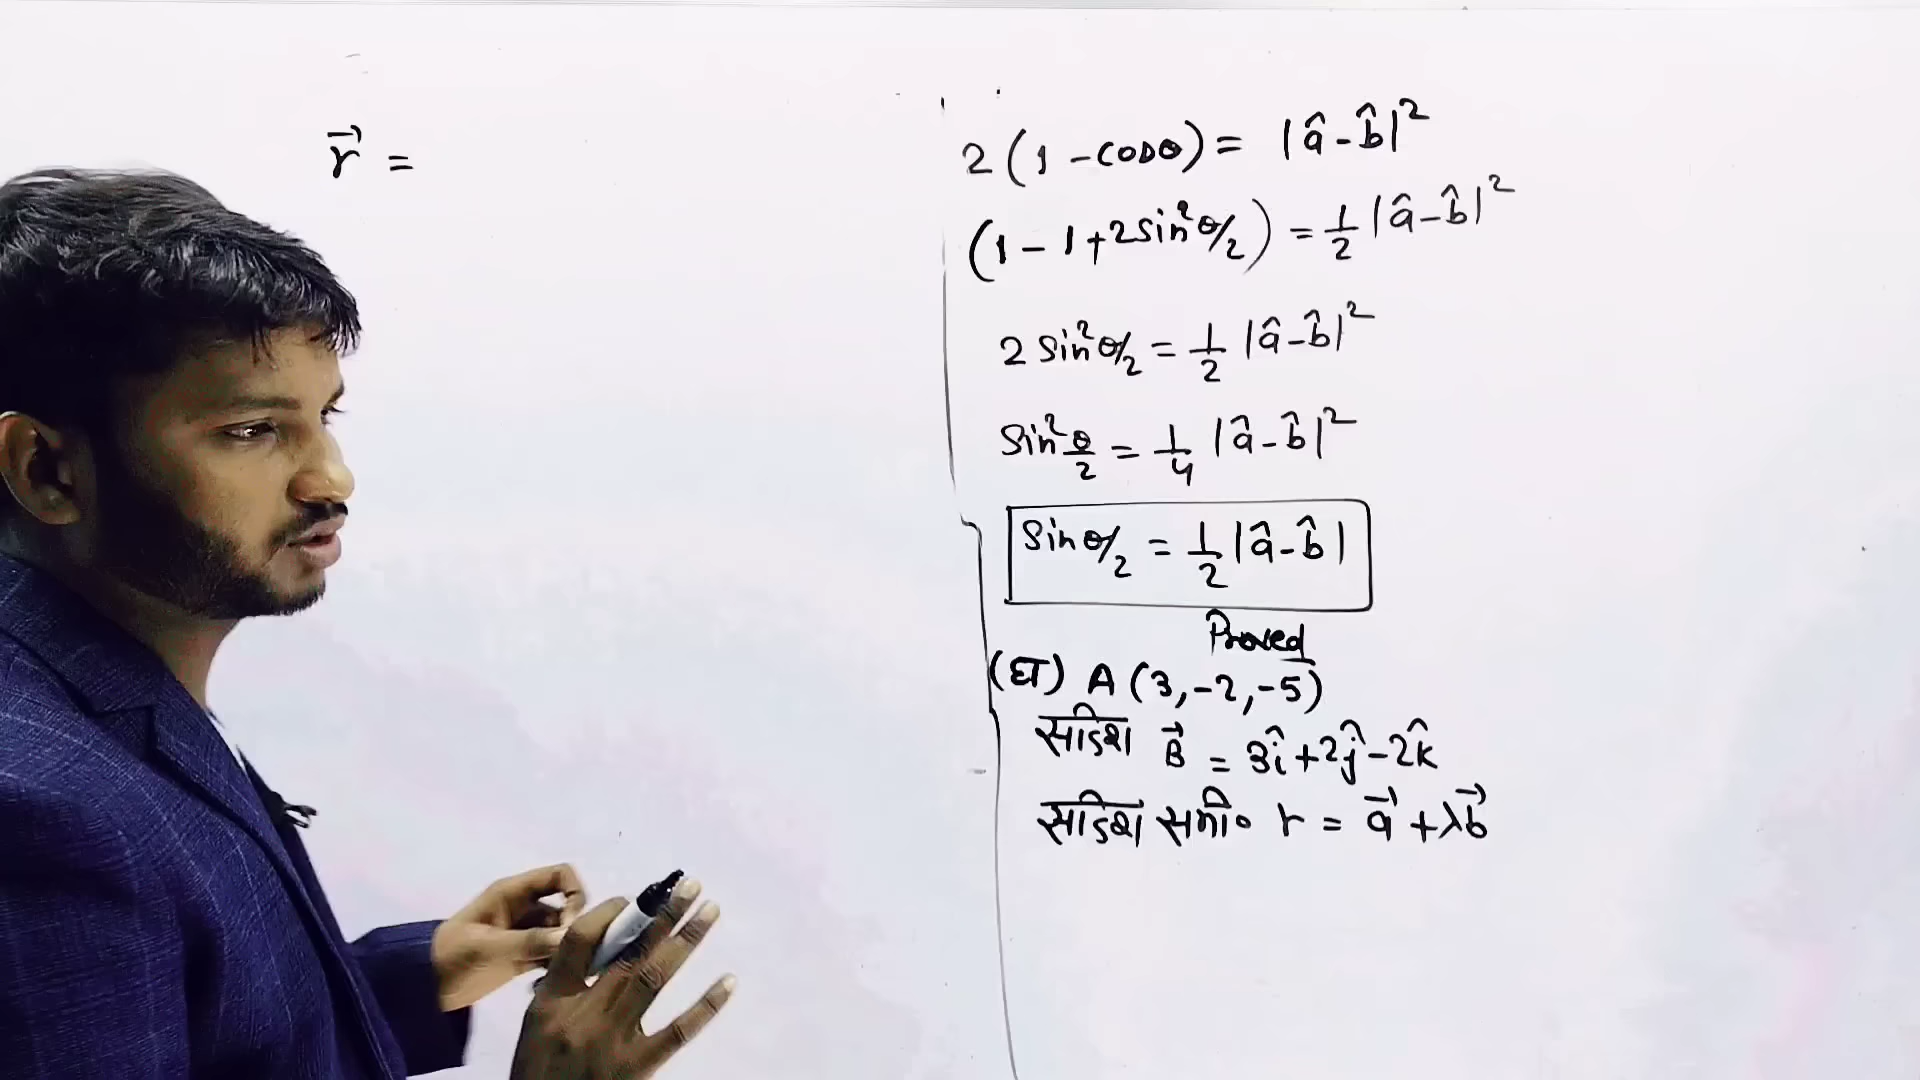 r⃗ =
2(1-cosθ) = |â-b̂|²
(1-1+2sin²θ/2) = 1/2 |â-b̂|²
2 sin²θ/2 = 1/2 |â-b̂|²
Sin²θ/2 = 1/4 |â-b̂|²
Sinθ/2 = 1/2 |â-b̂|
Proved
(घ) A (3,-2,-5)
सदिश B⃗ = 3î+2ĵ-2k̂
सदिश समी० r = a⃗ +λb⃗